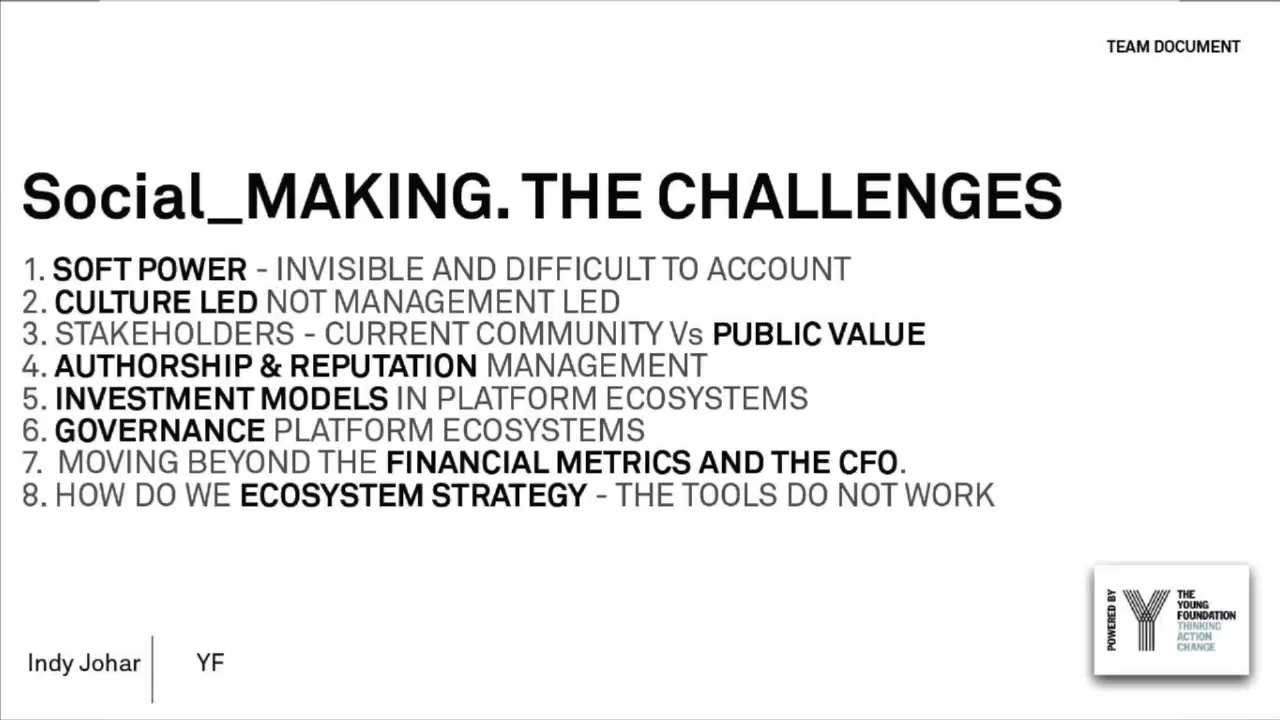 TEAM DOCUMENT
Social_MAKING. THE CHALLENGES
1. SOFT POWER - INVISIBLE AND DIFFICULT TO ACCOUNT
2. CULTURE LED NOT MANAGEMENT LED
3. STAKEHOLDERS - CURRENT COMMUNITY Vs PUBLIC VALUE
4. AUTHORSHIP & REPUTATION MANAGEMENT
5. INVESTMENT MODELS IN PLATFORM ECOSYSTEMS
6. GOVERNANCE PLATFORM ECOSYSTEMS
7. MOVING BEYOND THE FINANCIAL METRICS AND THE CFO.
8. HOW DO WE ECOSYSTEM STRATEGY - THE TOOLS DO NOT WORK
POWERED BY
THE
YOUNG
FOUNDATION
THINKING
ACTION
CHANGE
Indy Johar
YF